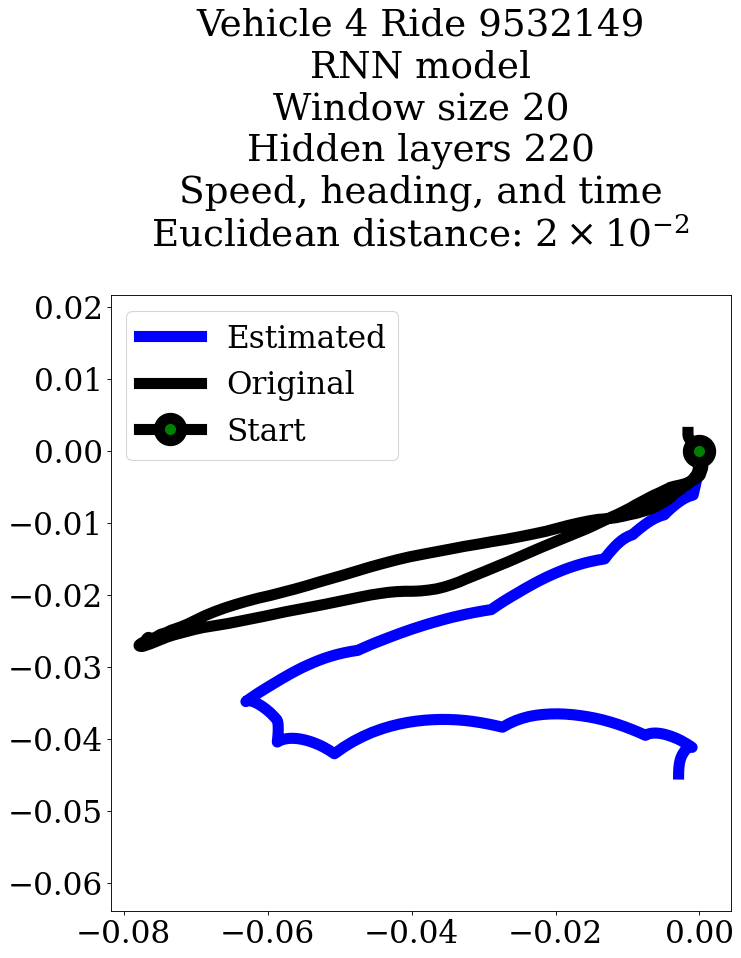 Vehicle 4 Ride 9532149
RNN model
Window size 20
Hidden layers 220
Speed, heading, and time
Euclidean distance: 2 × 10⁻²
Estimated
Original
Start
0.02
0.01
0.00
−0.01
−0.02
−0.03
−0.04
−0.05
−0.06
−0.08 −0.06 −0.04 −0.02 0.00